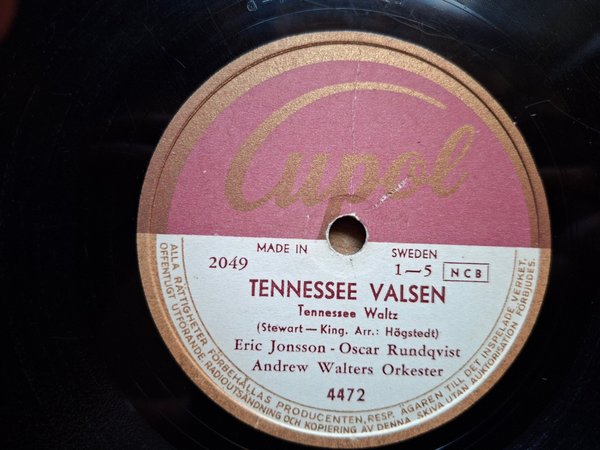 Cupol
MADE IN SWEDEN
2049 1—5 NCB
TENNESSEE VALSEN
Tennessee Waltz
(Stewart — King. Arr.: Högstedt)
Eric Jonsson - Oscar Rundqvist
Andrew Walters Orkester
4472
ALLA RÄTTIGHETER FÖRBEHÅLLAS PRODUCENTEN, RESP. ÄGAREN TILL DET INSPELADE VERKET.
OFFENTLIGT UTFÖRANDE, RADIOUTSÄNDNING OCH KOPIERING AV DENNA SKIVA UTAN AUKTORISATION FÖRBJUDES.